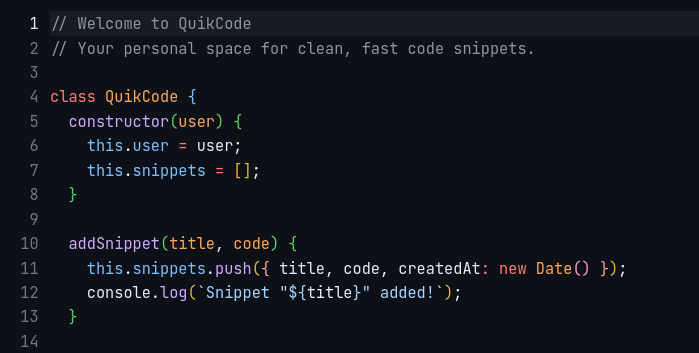 1 // Welcome to QuikCode
2 // Your personal space for clean, fast code snippets.
3
4 class QuikCode {
5   constructor(user) {
6     this.user = user;
7     this.snippets = [];
8   }
9
10   addSnippet(title, code) {
11     this.snippets.push({ title, code, createdAt: new Date() });
12     console.log(`Snippet "${title}" added!`);
13   }
14